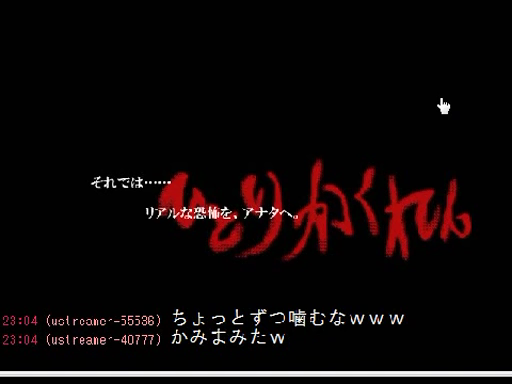 それでは……
リアルな恐怖を、アナタへ。
ひとりかくれんぼ
23:04 (ustreamer-55536) ちょっとずつ噛むなｗｗｗ
23:04 (ustreamer-40777) かみまみたｗ